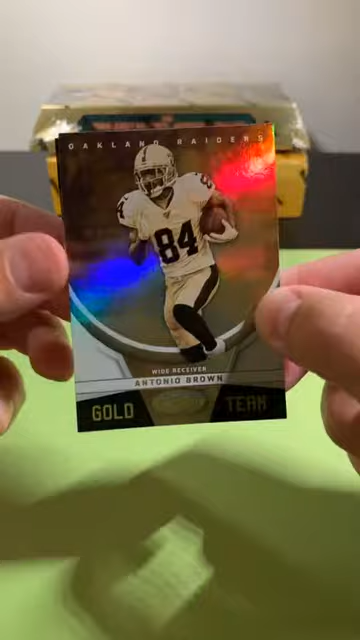 OAKLAND RAIDERS
84
WIDE RECEIVER
ANTONIO BROWN
GOLD TEAM